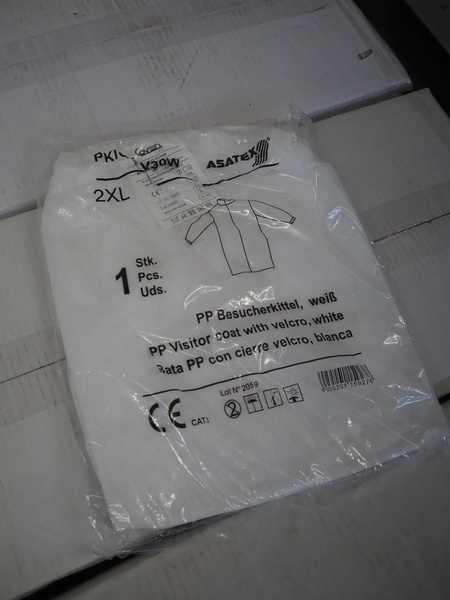 V30W
ASATEX
2XL
1
Stk.
Pcs.
Uds.
PP Besucherkittel, weiß
PP Visitor coat with velcro, white
Bata PP con cierre velcro, blanca
Lot N° 2059
CE
CAT.I